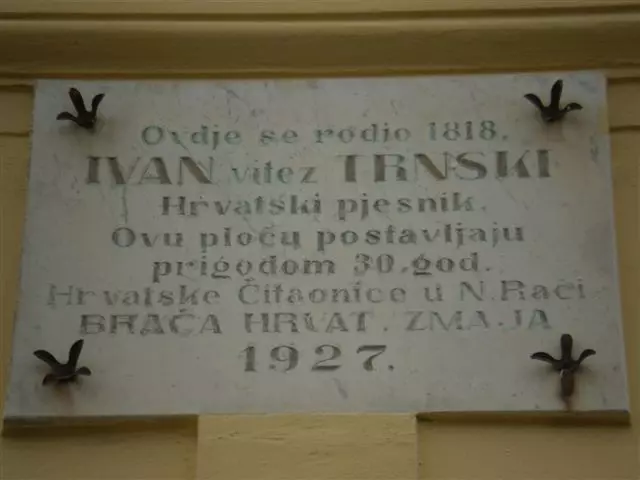 Ovdje se rodio 1818.
IVAN vitez TRNSKI
Hrvatski pjesnik.
Ovu ploču postavljaju
prigodom 30.god.
Hrvatske Čitaonice u N.Rači
BRAĆA HRVAT. ZMAJA
1927.